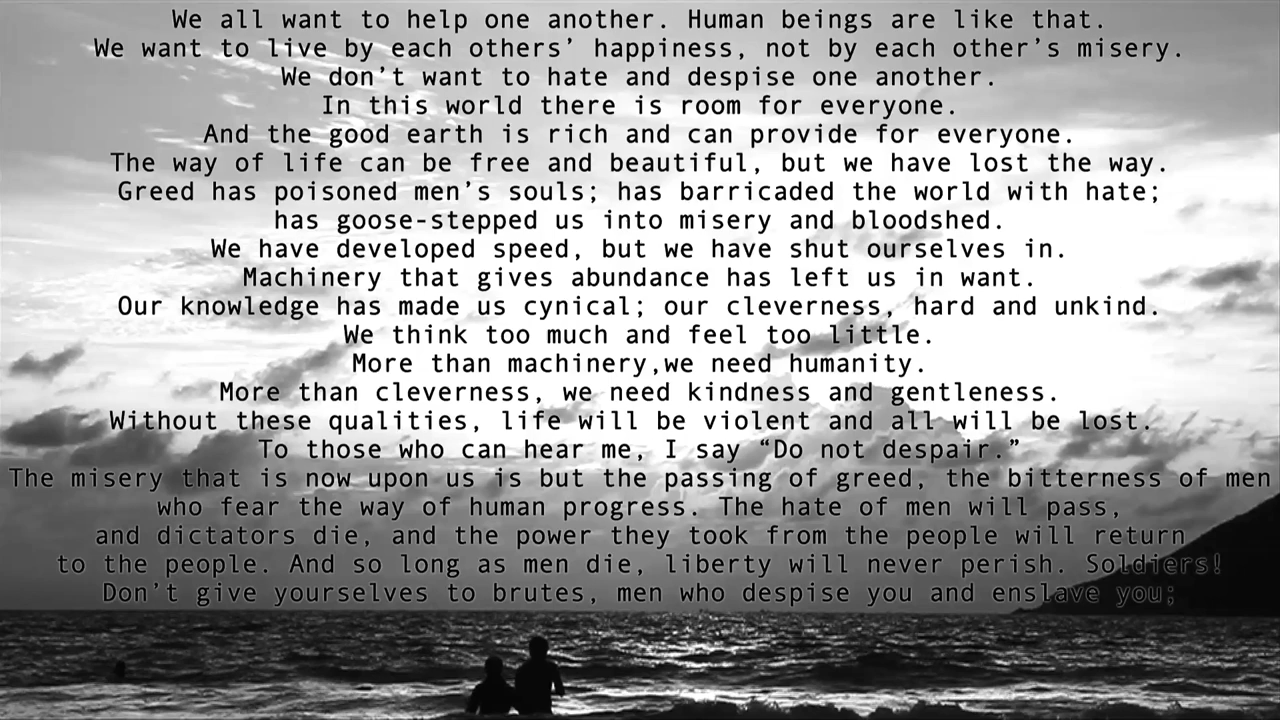 We all want to help one another. Human beings are like that.
We want to live by each others’ happiness, not by each other’s misery.
We don’t want to hate and despise one another.
In this world there is room for everyone.
And the good earth is rich and can provide for everyone.
The way of life can be free and beautiful, but we have lost the way.
Greed has poisoned men’s souls; has barricaded the world with hate;
has goose-stepped us into misery and bloodshed.
We have developed speed, but we have shut ourselves in.
Machinery that gives abundance has left us in want.
Our knowledge has made us cynical; our cleverness, hard and unkind.
We think too much and feel too little.
More than machinery,we need humanity.
More than cleverness, we need kindness and gentleness.
Without these qualities, life will be violent and all will be lost.
To those who can hear me, I say “Do not despair.”
The misery that is now upon us is but the passing of greed, the bitterness of men
who fear the way of human progress. The hate of men will pass,
and dictators die, and the power they took from the people will return
to the people. And so long as men die, liberty will never perish. Soldiers!
Don’t give yourselves to brutes, men who despise you and enslave you;